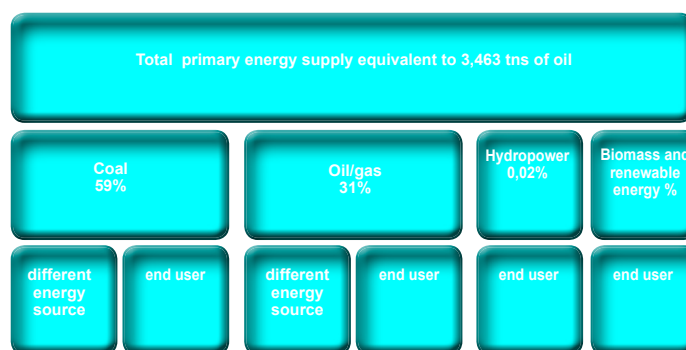 Total primary energy supply equivalent to 3,463 tns of oil
Coal
59%
Oil/gas
31%
Hydropower
0,02%
Biomass and
renewable
energy %
different
energy
source
end user
different
energy
source
end user
end user
end user